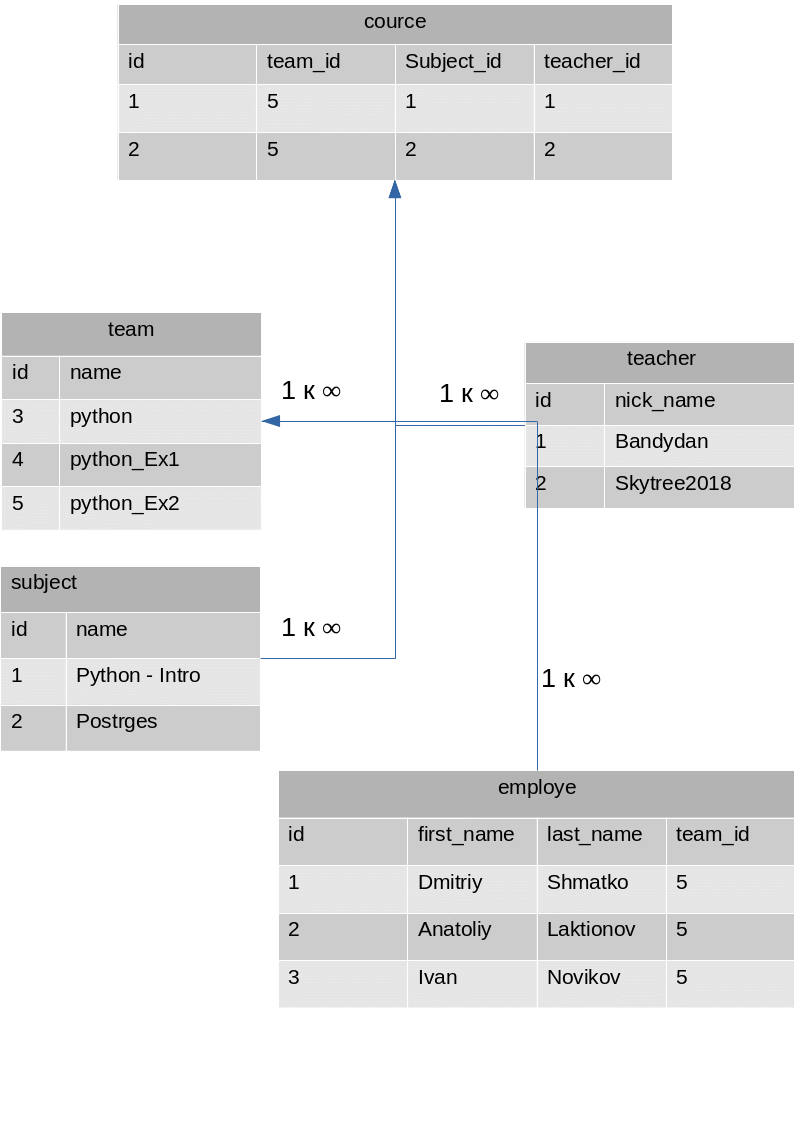 cource
id team_id Subject_id teacher_id
1 5 1 1
2 5 2 2
team
id name
3 python
4 python_Ex1
5 python_Ex2
1 к ∞
1 к ∞
teacher
id nick_name
1 Bandydan
2 Skytree2018
subject
id name
1 Python - Intro
2 Postrges
1 к ∞
1 к ∞
employe
id first_name last_name team_id
1 Dmitriy Shmatko 5
2 Anatoliy Laktionov 5
3 Ivan Novikov 5